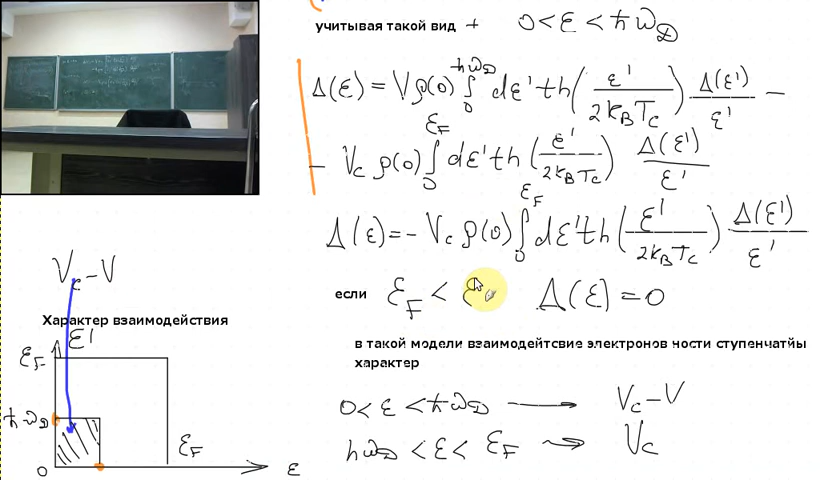 учитывая такой вид + 0 < ε < ħω_D
Δ(ε) = Vρ(0) ∫₀^{ħω_D} dε' th(ε'/2k_BT_c) Δ(ε')/ε' −
− V_c ρ(0) ∫₀^{ε_F} dε' th(ε'/2k_BT_c) Δ(ε')/ε'
Δ(ε) = − V_c ρ(0) ∫₀^{ε_F} dε' th(ε'/2k_BT_c) Δ(ε')/ε'
если ε_F < ε, Δ(ε) = 0
в такой модели взаимодейтсвие электронов ности ступенчатйы
характер
0 < ε < ħω_D → V_c − V
ħω_D < ε < ε_F → V_c
V_c − V
Характер взаимодействия
ε_F ε'
ħω_D
ε_F
0 ε